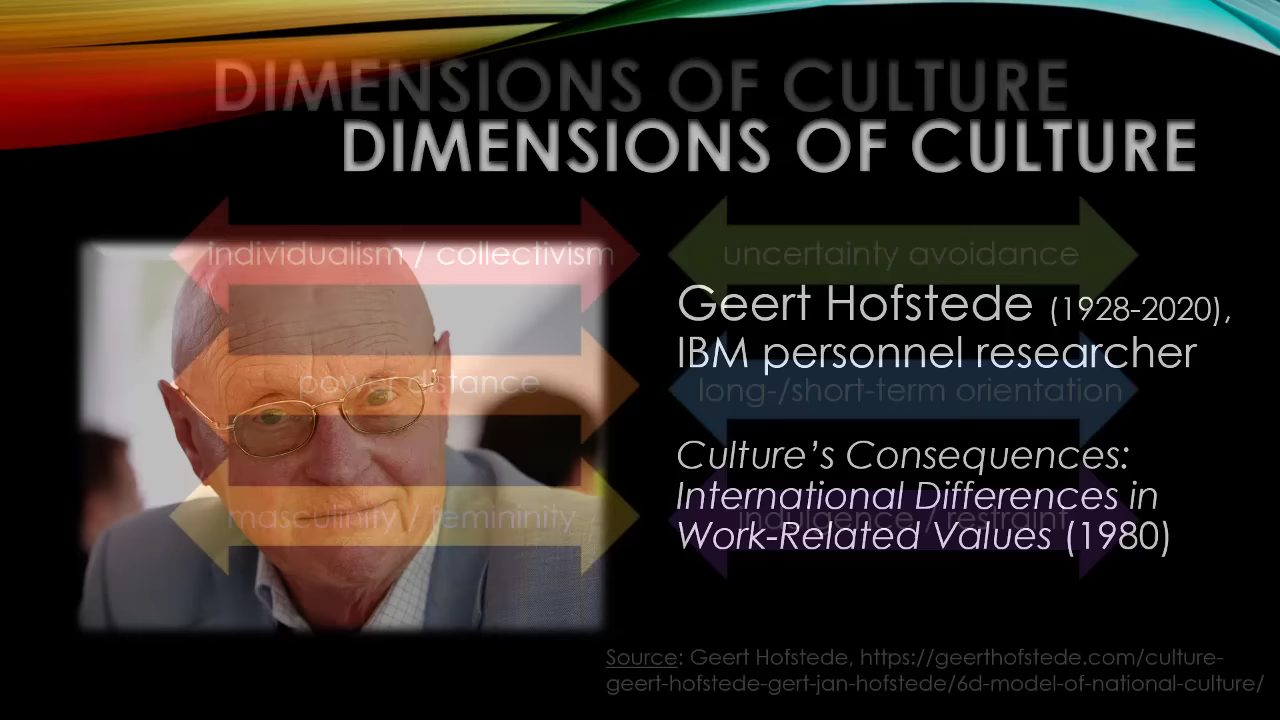 DIMENSIONS OF CULTURE
DIMENSIONS OF CULTURE
individualism / collectivism
uncertainty avoidance
Geert Hofstede (1928-2020),
IBM personnel researcher
power distance
long-/short-term orientation
Culture’s Consequences:
International Differences in
Work-Related Values (1980)
masculinity / femininity
indulgence / restraint
Source: Geert Hofstede, https://geerthofstede.com/culture-
geert-hofstede-gert-jan-hofstede/6d-model-of-national-culture/